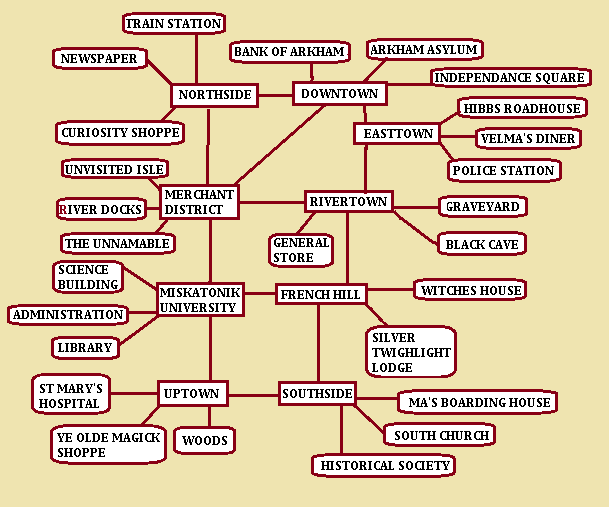 TRAIN STATION
NEWSPAPER
BANK OF ARKHAM
ARKHAM ASYLUM
INDEPENDANCE SQUARE
NORTHSIDE
DOWNTOWN
HIBBS ROADHOUSE
CURIOSITY SHOPPE
EASTTOWN
VELMA'S DINER
UNVISITED ISLE
POLICE STATION
MERCHANT
DISTRICT
RIVERTOWN
RIVER DOCKS
GRAVEYARD
THE UNNAMABLE
GENERAL
STORE
BLACK CAVE
SCIENCE
BUILDING
MISKATONIK
UNIVERSITY
FRENCH HILL
WITCHES HOUSE
ADMINISTRATION
LIBRARY
SILVER
TWIGHLIGHT
LODGE
ST MARY'S
HOSPITAL
UPTOWN
SOUTHSIDE
MA'S BOARDING HOUSE
YE OLDE MAGICK
SHOPPE
WOODS
SOUTH CHURCH
HISTORICAL SOCIETY